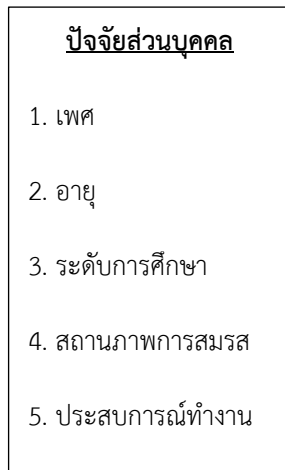 ปัจจัยส่วนบุคคล
1. เพศ
2. อายุ
3. ระดับการศึกษา
4. สถานภาพการสมรส
5. ประสบการณ์ทำงาน